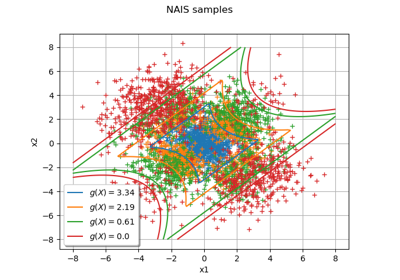 NAIS samples
x2
8
6
4
2
0
−2
−4
−6
−8
g(X) = 3.34
g(X) = 2.19
g(X) = 0.61
g(X) = 0.0
−8 −6 −4 −2 0 2 4 6 8
x1